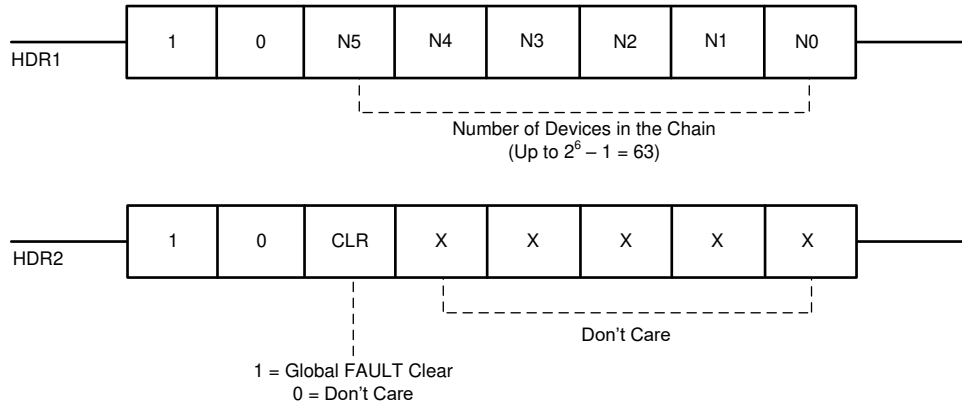 HDR1
1 0 N5 N4 N3 N2 N1 N0
Number of Devices in the Chain
(Up to 2⁶ – 1 = 63)
HDR2
1 0 CLR X X X X X
Don't Care
1 = Global FAULT Clear
0 = Don't Care